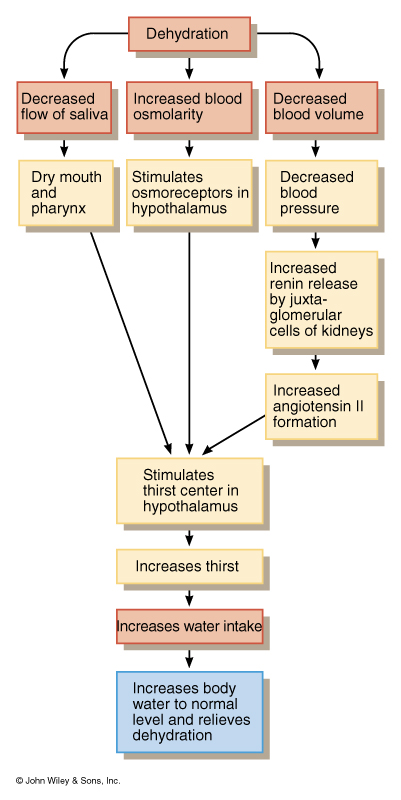 Dehydration
Decreased
flow of saliva
Increased blood
osmolarity
Decreased
blood volume
Dry mouth
and
pharynx
Stimulates
osmoreceptors in
hypothalamus
Decreased
blood
pressure
Increased
renin release
by juxta-
glomerular
cells of kidneys
Increased
angiotensin II
formation
Stimulates
thirst center in
hypothalamus
Increases thirst
Increases water intake
Increases body
water to normal
level and relieves
dehydration
© John Wiley & Sons, Inc.